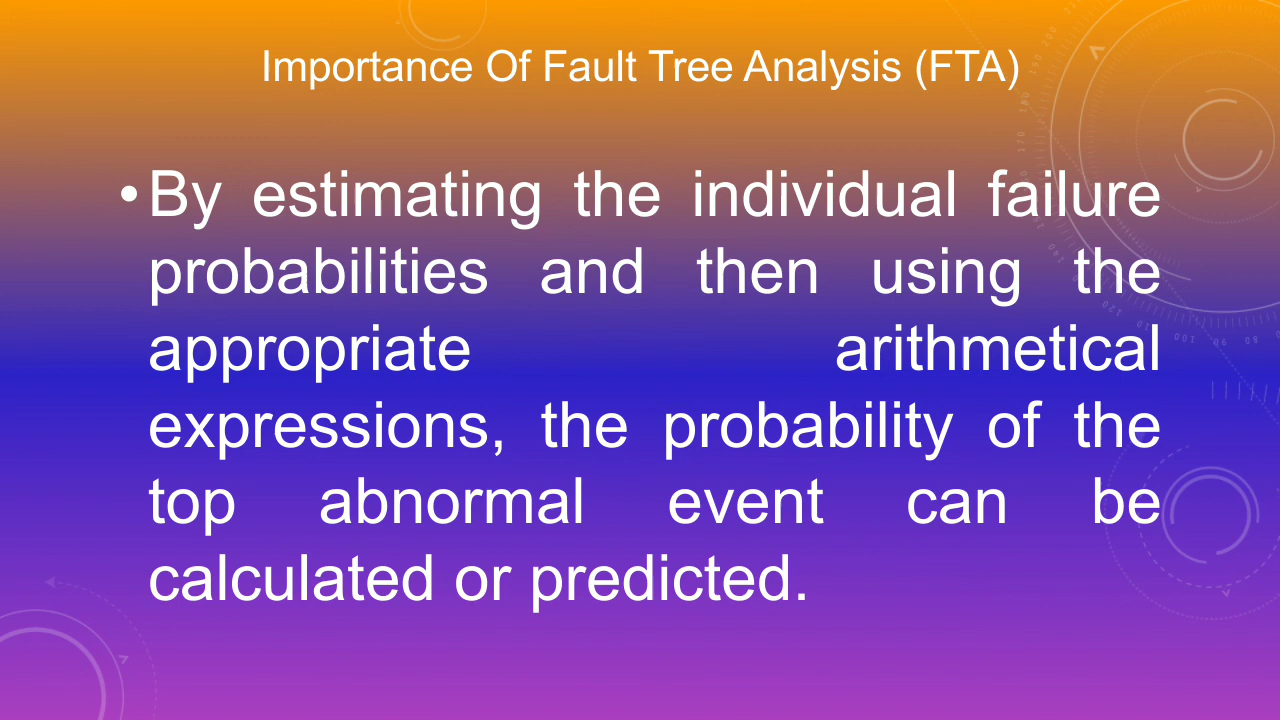 Importance Of Fault Tree Analysis (FTA)
•By estimating the individual failure
probabilities and then using the
appropriate arithmetical
expressions, the probability of the
top abnormal event can be
calculated or predicted.